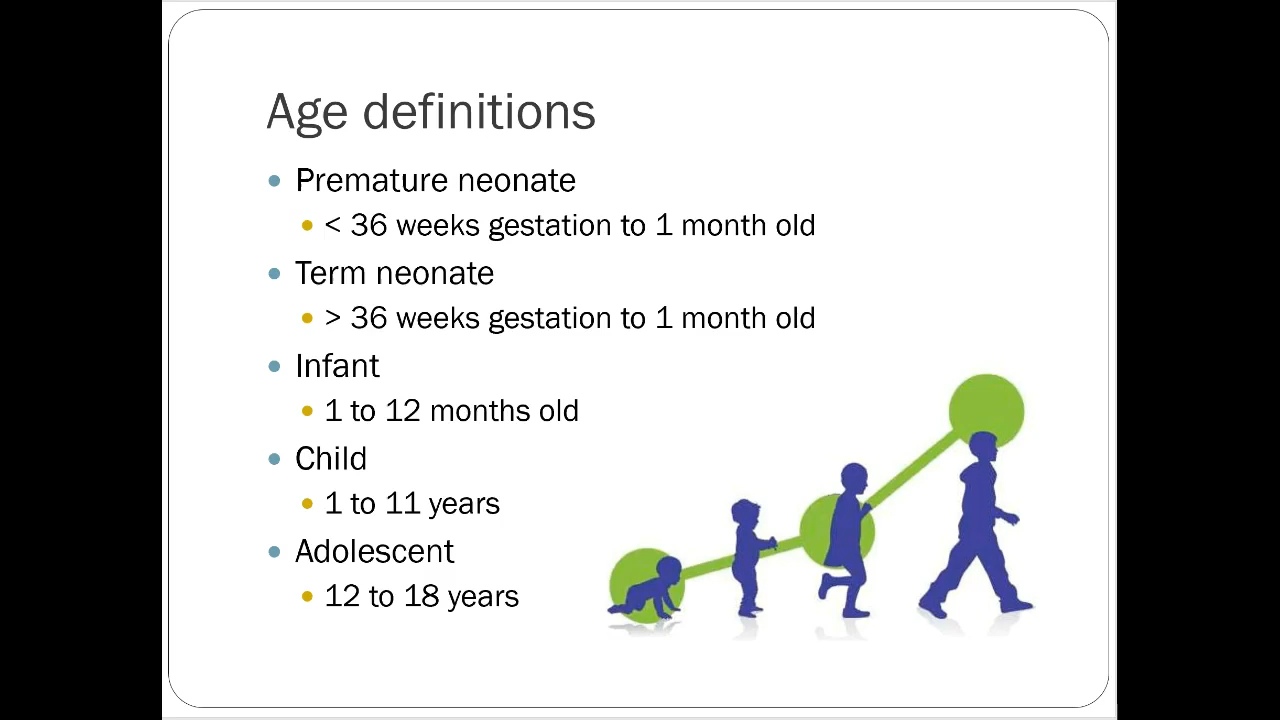 Age definitions
Premature neonate
< 36 weeks gestation to 1 month old
Term neonate
> 36 weeks gestation to 1 month old
Infant
1 to 12 months old
Child
1 to 11 years
Adolescent
12 to 18 years